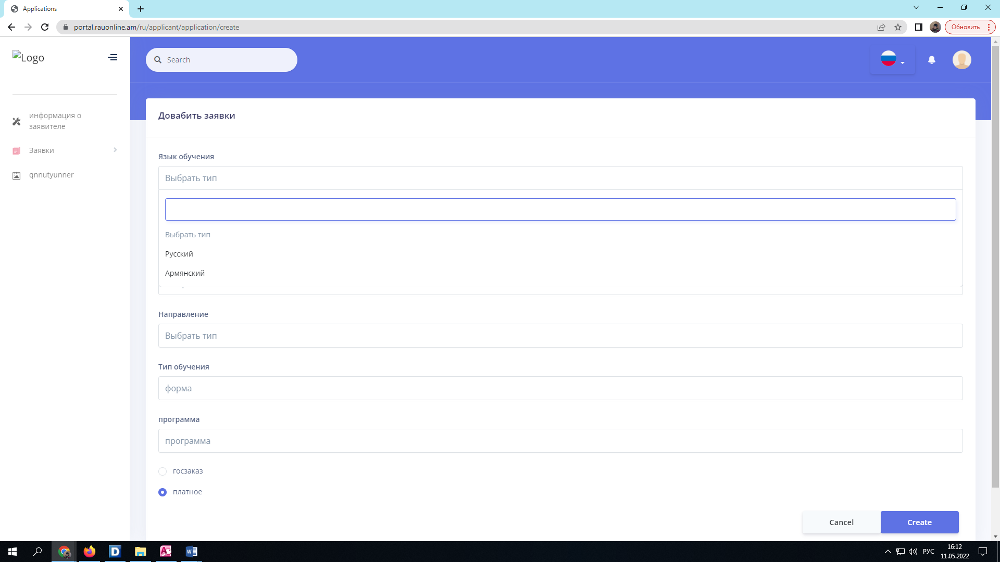 Applications
portal.rauonline.am/ru/applicant/application/create
Обновить
Logo
Search
информация о
заявителе
Заявки
qnnutyunner
Довабить заявки
Язык обучения
Выбрать тип
Выбрать тип
Русский
Армянский
Направление
Выбрать тип
Тип обучения
форма
программа
программа
госзаказ
платное
Cancel
Create
РУС
16:12
11.05.2022